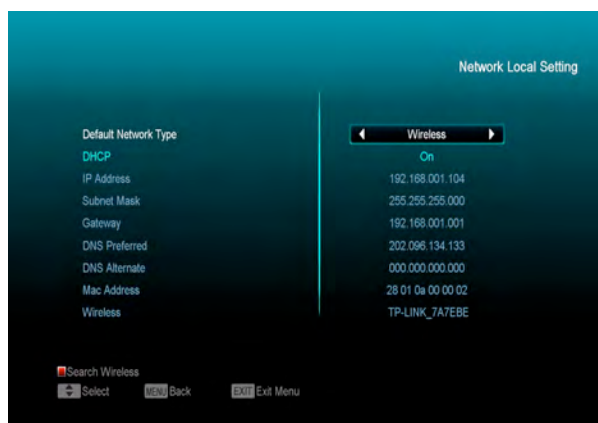 Network Local Setting
Default Network Type Wireless
DHCP On
IP Address 192.168.001.104
Subnet Mask 255.255.255.000
Gateway 192.168.001.001
DNS Preferred 202.096.134.133
DNS Alternate 000.000.000.000
Mac Address 28 01 0a 00 00 02
Wireless TP-LINK_7A7EBE
Search Wireless
Select MENU Back EXIT Exit Menu